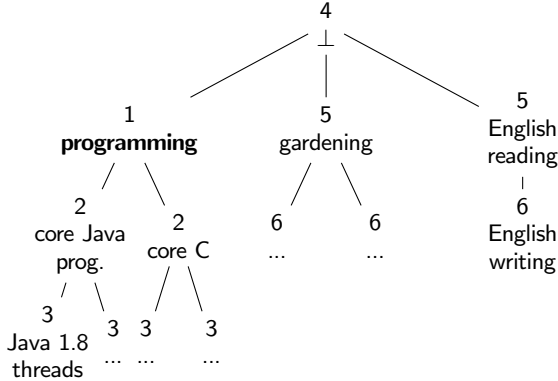 4
⊥
1
programming
5
gardening
5
English
reading
2
core Java
prog.
2
core C
6
...
6
...
6
English
writing
3
Java 1.8
threads
3
...
3
...
3
...